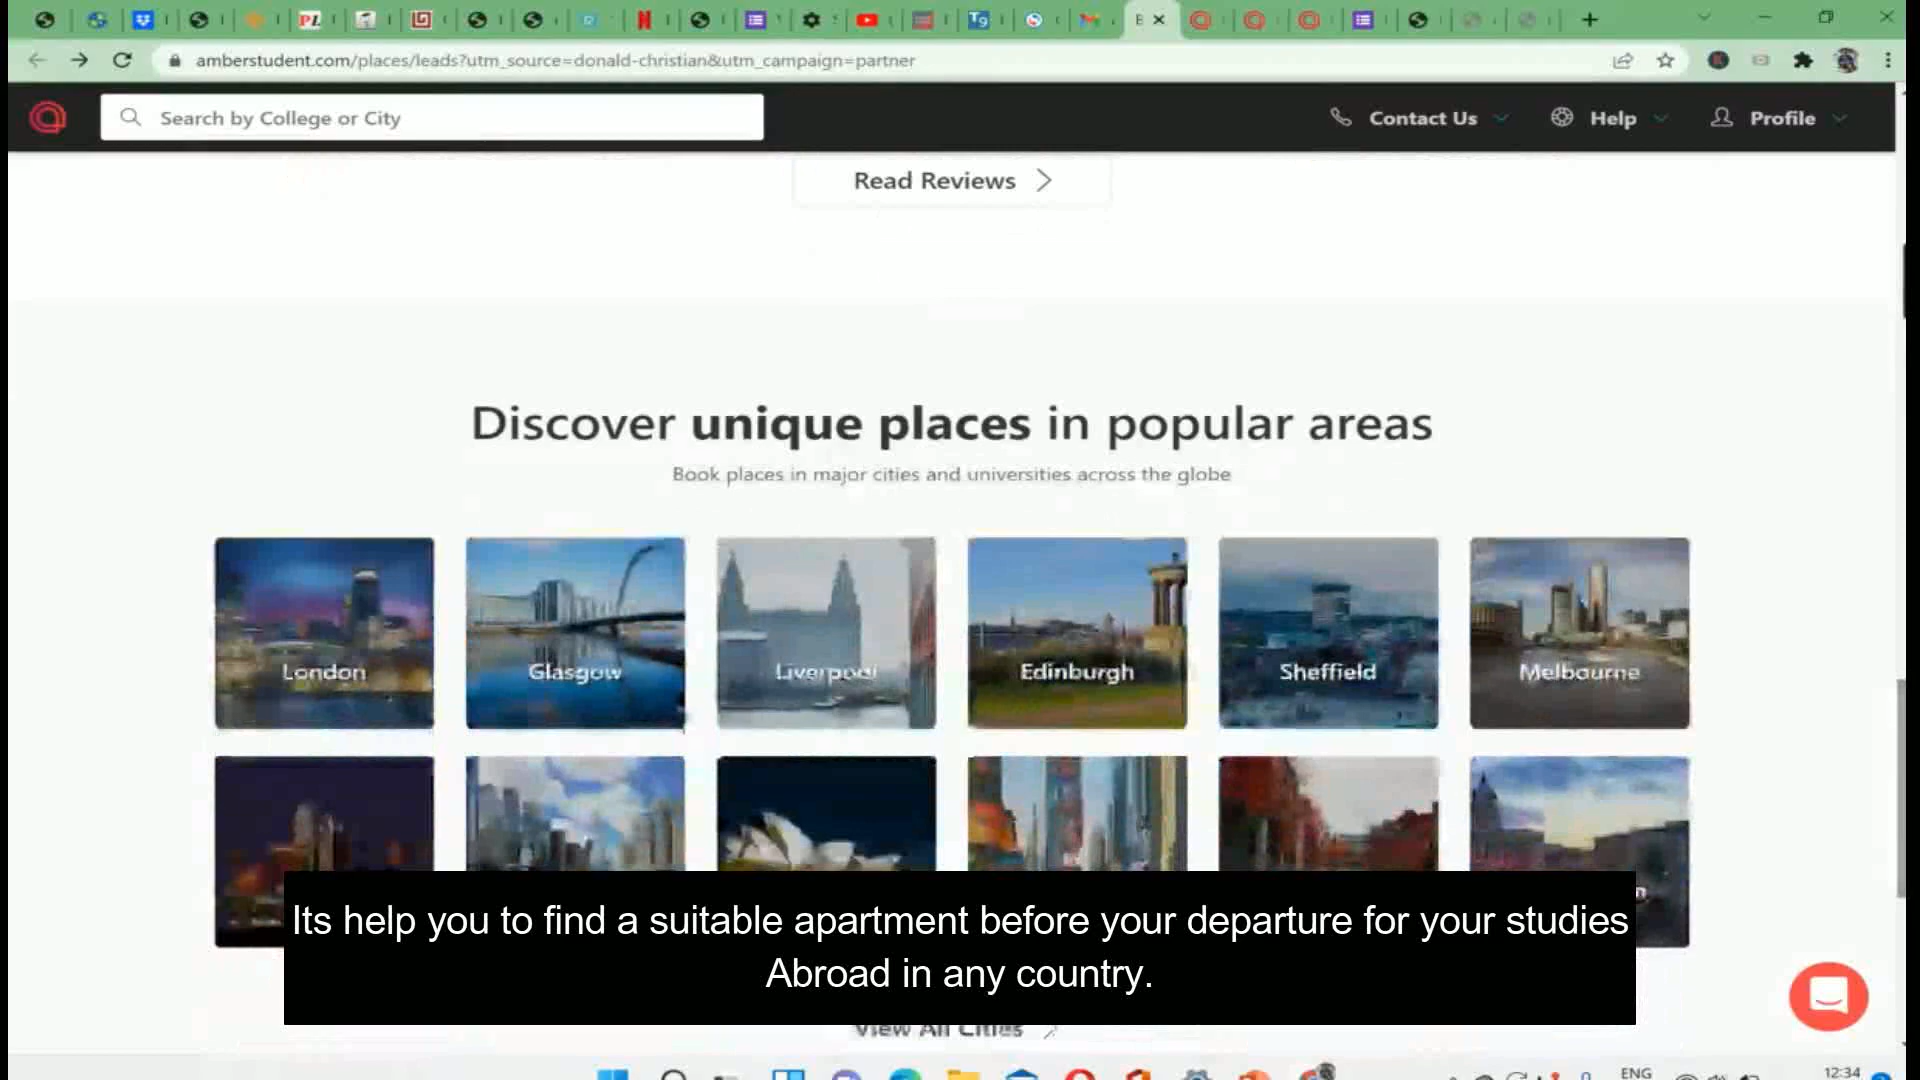 amberstudent.com/places/leads?utm_source=donald-christian&utm_campaign=partner
Search by College or City
Contact Us
Help
Profile
Read Reviews
Discover unique places in popular areas
Book places in major cities and universities across the globe
London
Glasgow
Liverpool
Edinburgh
Sheffield
Melbourne
Its help you to find a suitable apartment before your departure for your studies
Abroad in any country.
View All Cities
ENG
12:34